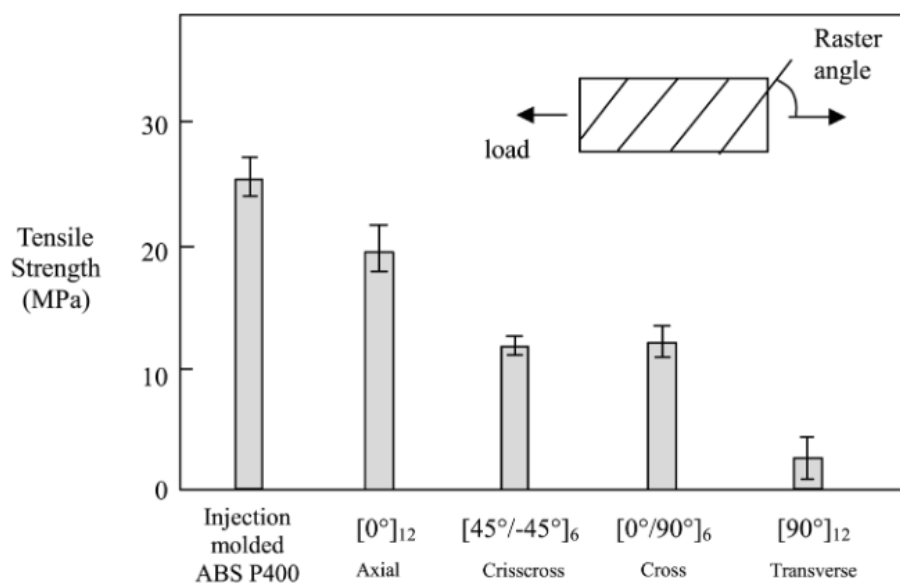 Raster
angle
load
Tensile
Strength
(MPa)
30
20
10
0
Injection
molded
ABS P400
[0°]₁₂
Axial
[45°/-45°]₆
Crisscross
[0°/90°]₆
Cross
[90°]₁₂
Transverse